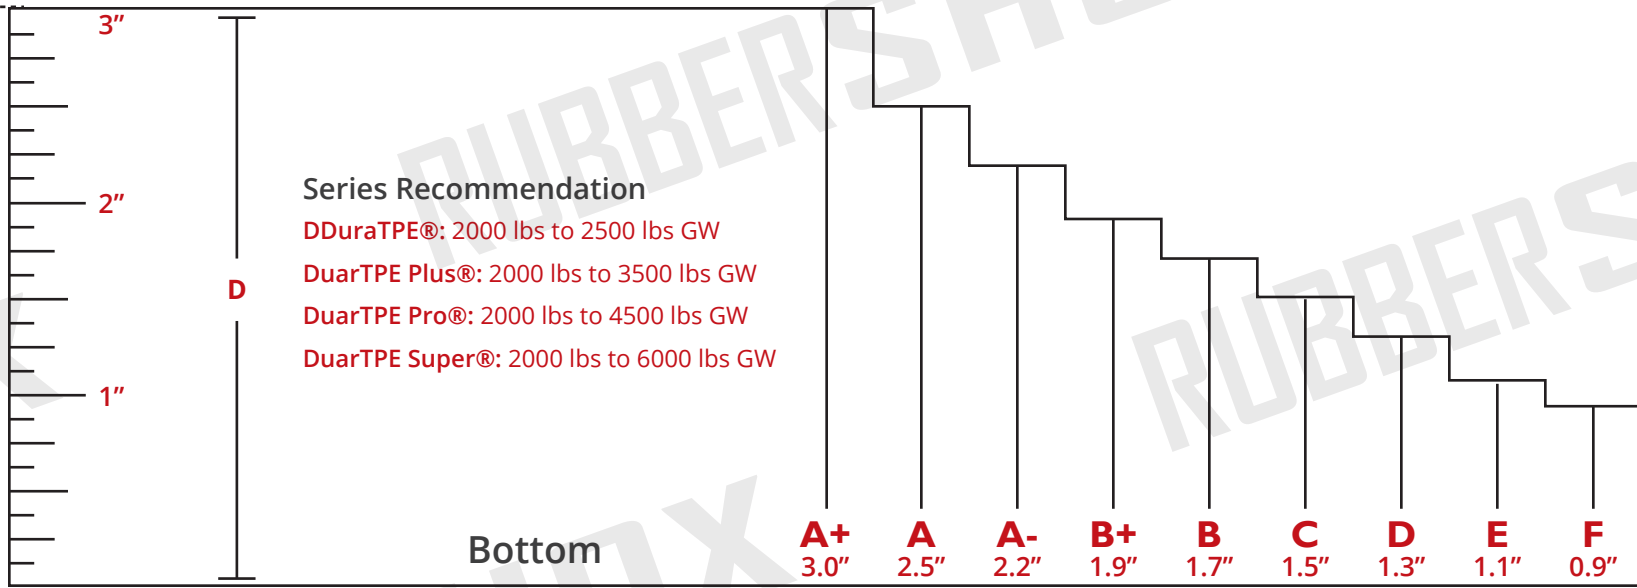 3”
2”
1”
D
Series Recommendation
DDuraTPE®: 2000 lbs to 2500 lbs GW
DuarTPE Plus®: 2000 lbs to 3500 lbs GW
DuarTPE Pro®: 2000 lbs to 4500 lbs GW
DuarTPE Super®: 2000 lbs to 6000 lbs GW
Bottom
A+ A A- B+ B C D E F
3.0” 2.5” 2.2” 1.9” 1.7” 1.5” 1.3” 1.1” 0.9”